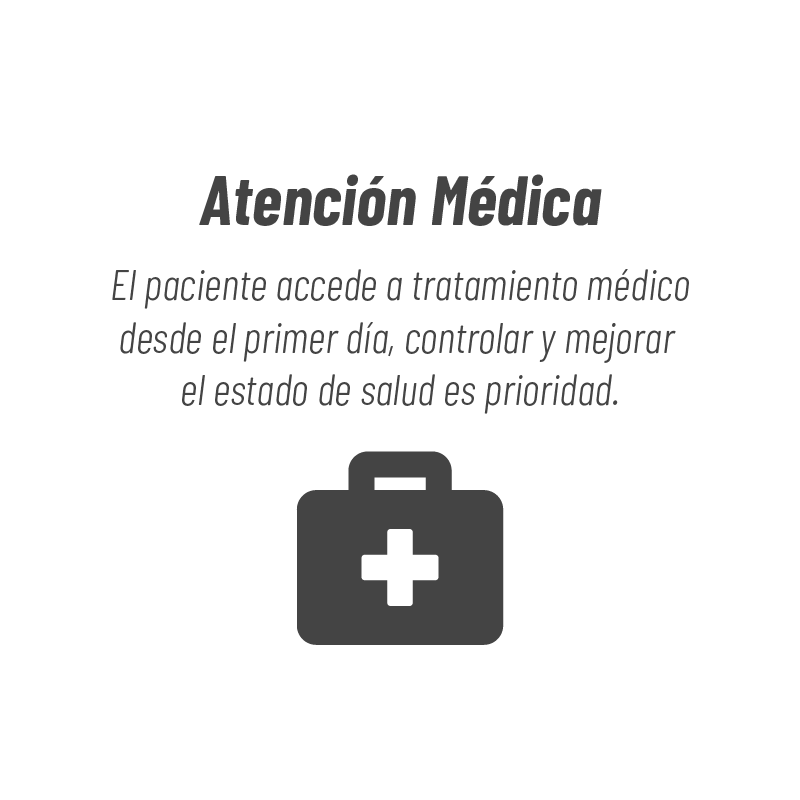 Atención Médica
El paciente accede a tratamiento médico
desde el primer día, controlar y mejorar
el estado de salud es prioridad.